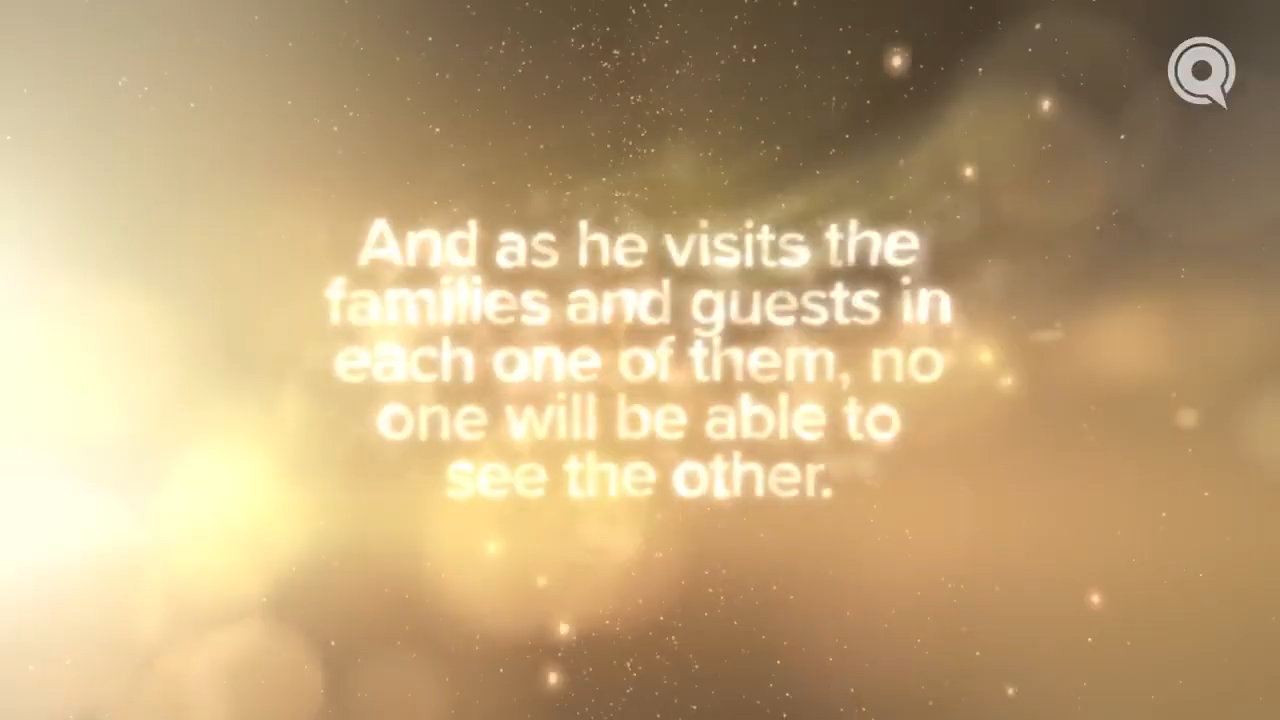 And as he visits the
families and guests in
each one of them, no
one will be able to
see the other.